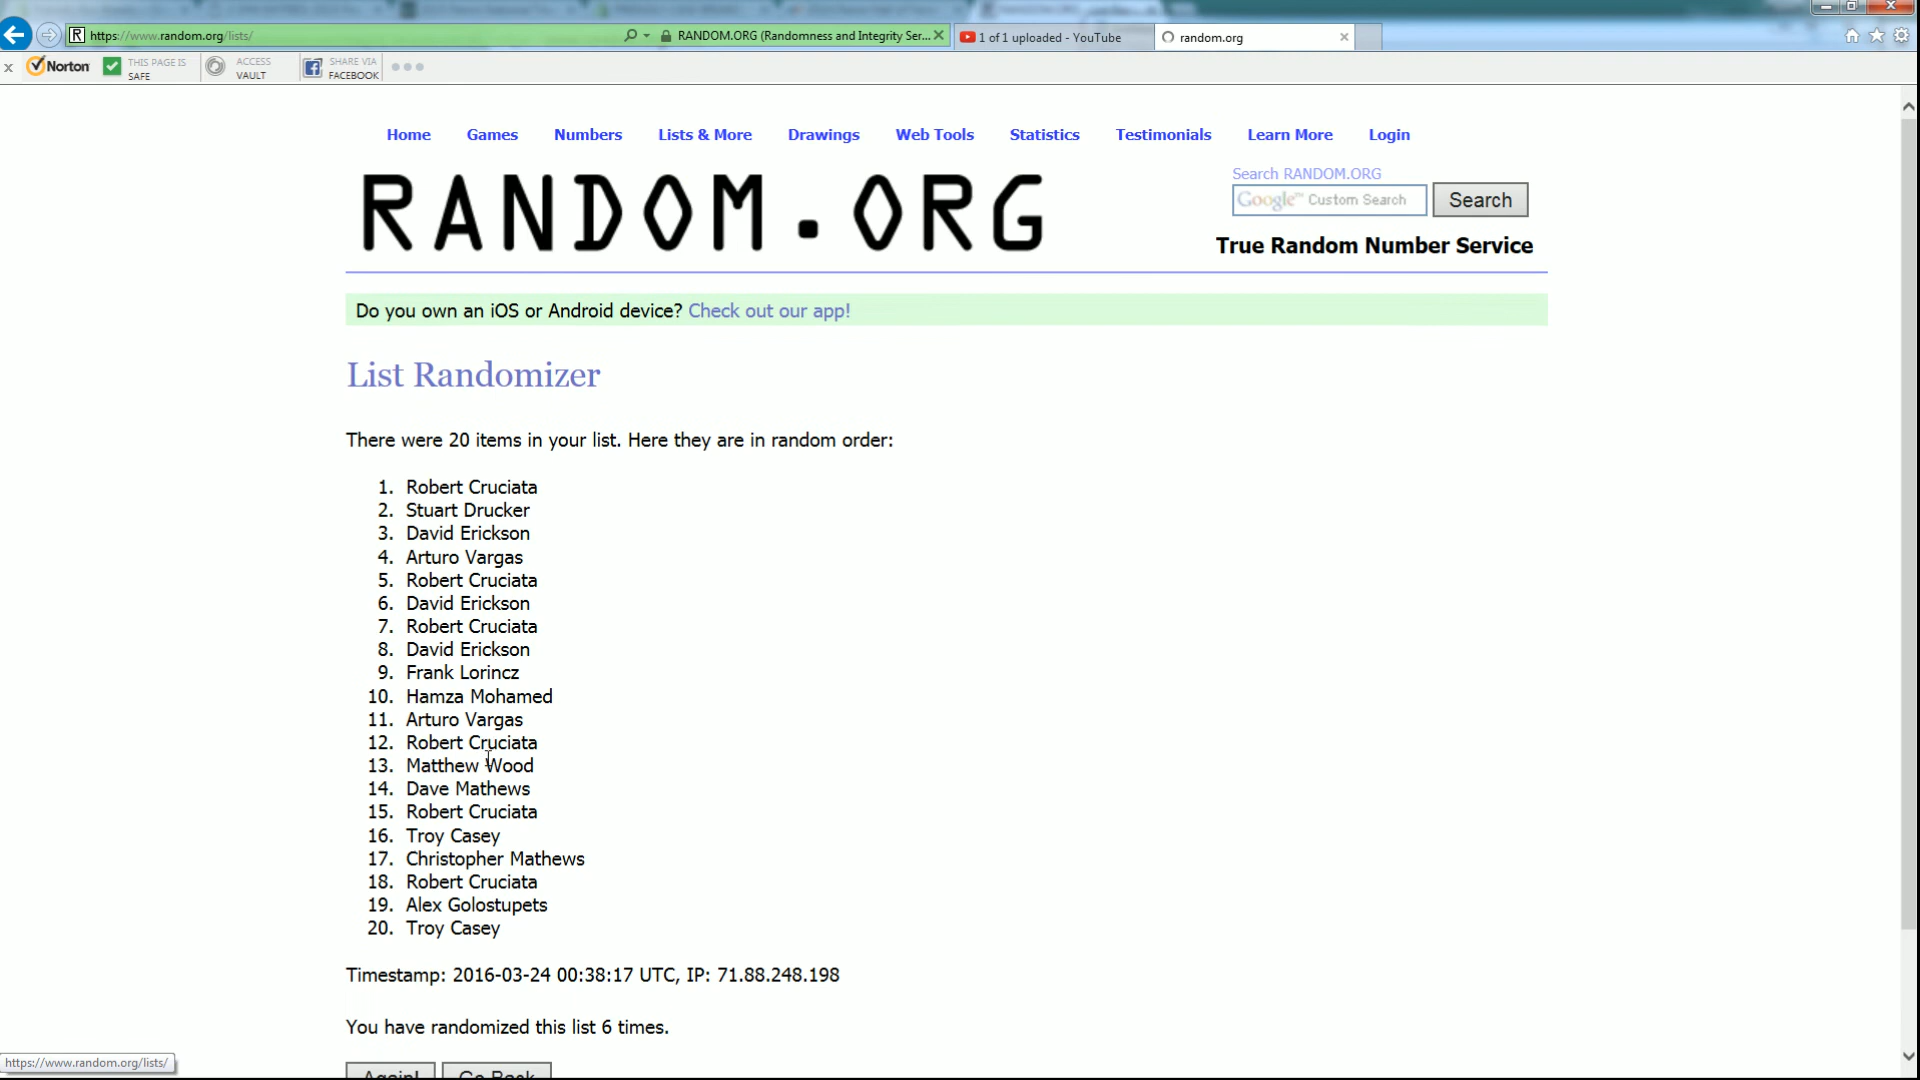 https://www.random.org/lists/
RANDOM.ORG (Randomness and Integrity Ser...
1 of 1 uploaded - YouTube
random.org
Norton
THIS PAGE IS
SAFE
ACCESS
VAULT
SHARE VIA
FACEBOOK
Home Games Numbers Lists & More Drawings Web Tools Statistics Testimonials Learn More Login
RANDOM.ORG
Search RANDOM.ORG
Google™ Custom Search
Search
True Random Number Service
Do you own an iOS or Android device? Check out our app!
List Randomizer
There were 20 items in your list. Here they are in random order:
1. Robert Cruciata
2. Stuart Drucker
3. David Erickson
4. Arturo Vargas
5. Robert Cruciata
6. David Erickson
7. Robert Cruciata
8. David Erickson
9. Frank Lorincz
10. Hamza Mohamed
11. Arturo Vargas
12. Robert Cruciata
13. Matthew Wood
14. Dave Mathews
15. Robert Cruciata
16. Troy Casey
17. Christopher Mathews
18. Robert Cruciata
19. Alex Golostupets
20. Troy Casey
Timestamp: 2016-03-24 00:38:17 UTC, IP: 71.88.248.198
You have randomized this list 6 times.
https://www.random.org/lists/
Again! Go Back